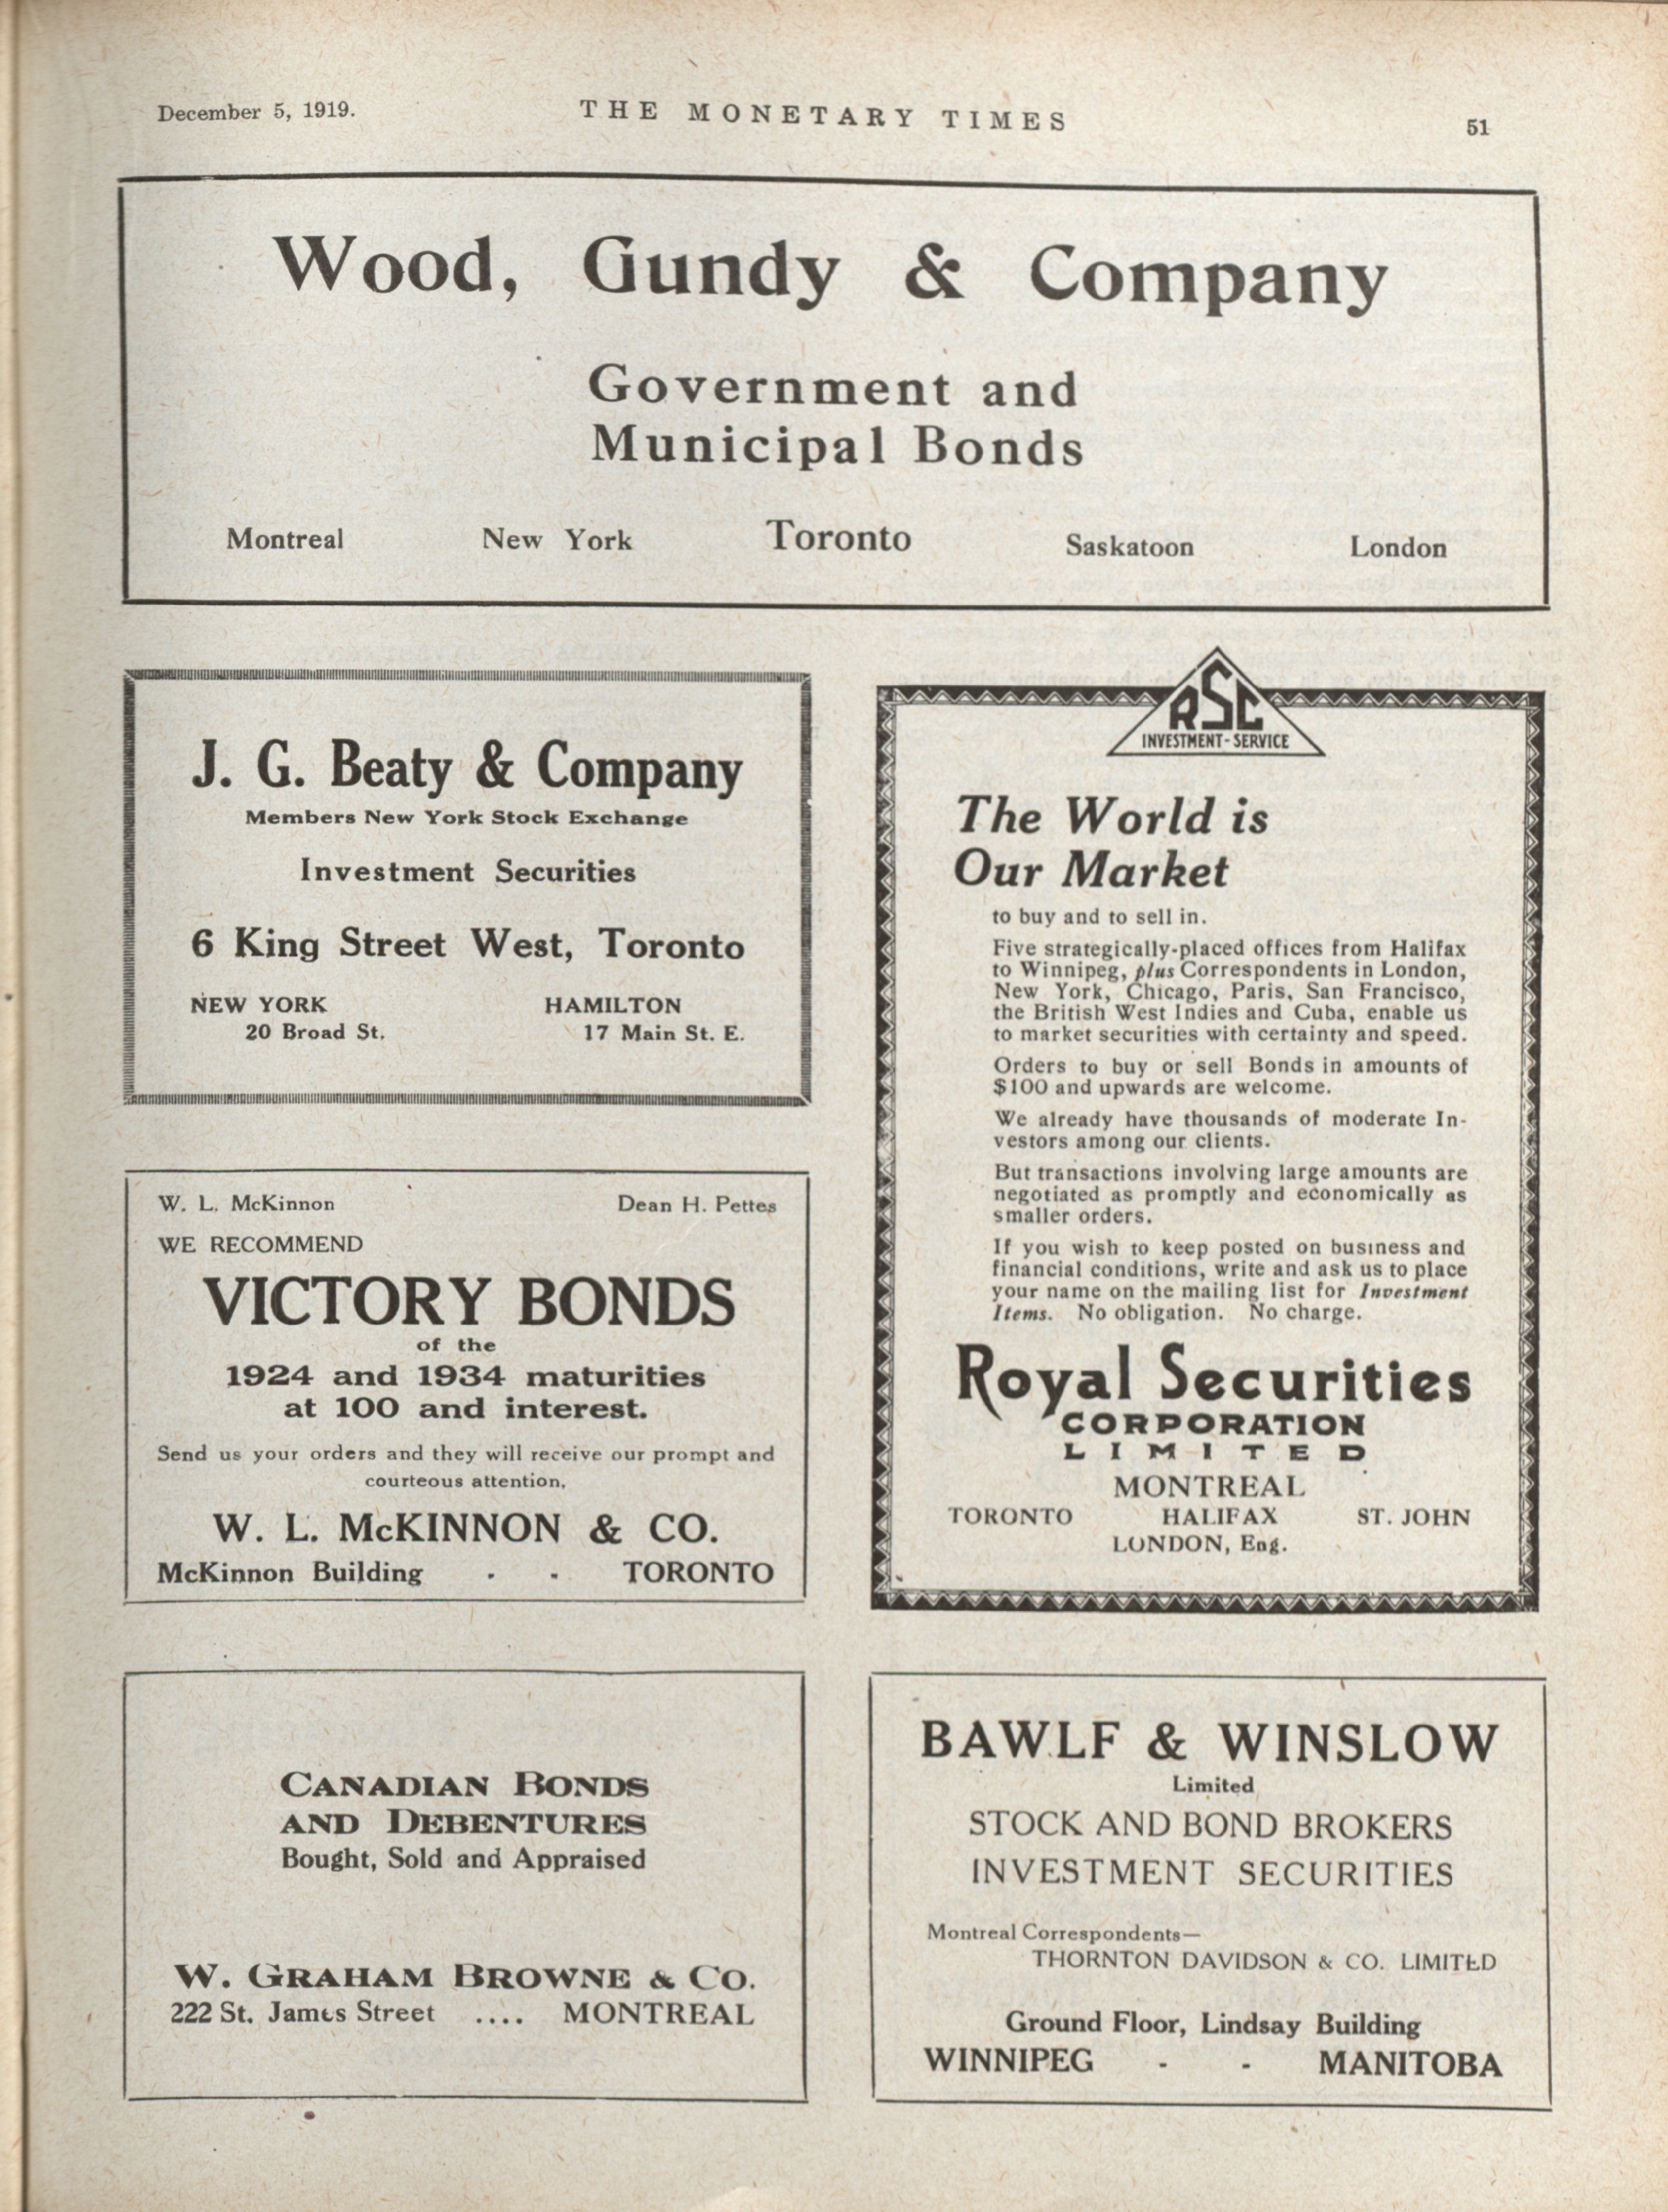 December 5, 1919.
THE MONETARY TIMES
51
Wood, Gundy & Company
Government and
Municipal Bonds
Montreal New York Toronto Saskatoon London
J. G. Beaty & Company
Members New York Stock Exchange
Investment Securities
6 King Street West, Toronto
NEW YORK HAMILTON
20 Broad St. 17 Main St. E.
W. L. McKinnon Dean H. Pettes
WE RECOMMEND
VICTORY BONDS
of the
1924 and 1934 maturities
at 100 and interest.
Send us your orders and they will receive our prompt and
courteous attention.
W. L. McKINNON & CO.
McKinnon Building - - TORONTO
CANADIAN BONDS
AND DEBENTURES
Bought, Sold and Appraised
W. GRAHAM BROWNE & CO.
222 St. James Street .... MONTREAL
RSC
INVESTMENT-SERVICE
The World is
Our Market
to buy and to sell in.
Five strategically-placed offices from Halifax
to Winnipeg, plus Correspondents in London,
New York, Chicago, Paris, San Francisco,
the British West Indies and Cuba, enable us
to market securities with certainty and speed.
Orders to buy or sell Bonds in amounts of
$100 and upwards are welcome.
We already have thousands of moderate In-
vestors among our clients.
But transactions involving large amounts are
negotiated as promptly and economically as
smaller orders.
If you wish to keep posted on business and
financial conditions, write and ask us to place
your name on the mailing list for Investment
Items. No obligation. No charge.
Royal Securities
CORPORATION
LIMITED
MONTREAL
TORONTO HALIFAX ST. JOHN
LONDON, Eng.
BAWLF & WINSLOW
Limited
STOCK AND BOND BROKERS
INVESTMENT SECURITIES
Montreal Correspondents—
THORNTON DAVIDSON & CO. LIMITED
Ground Floor, Lindsay Building
WINNIPEG - - MANITOBA